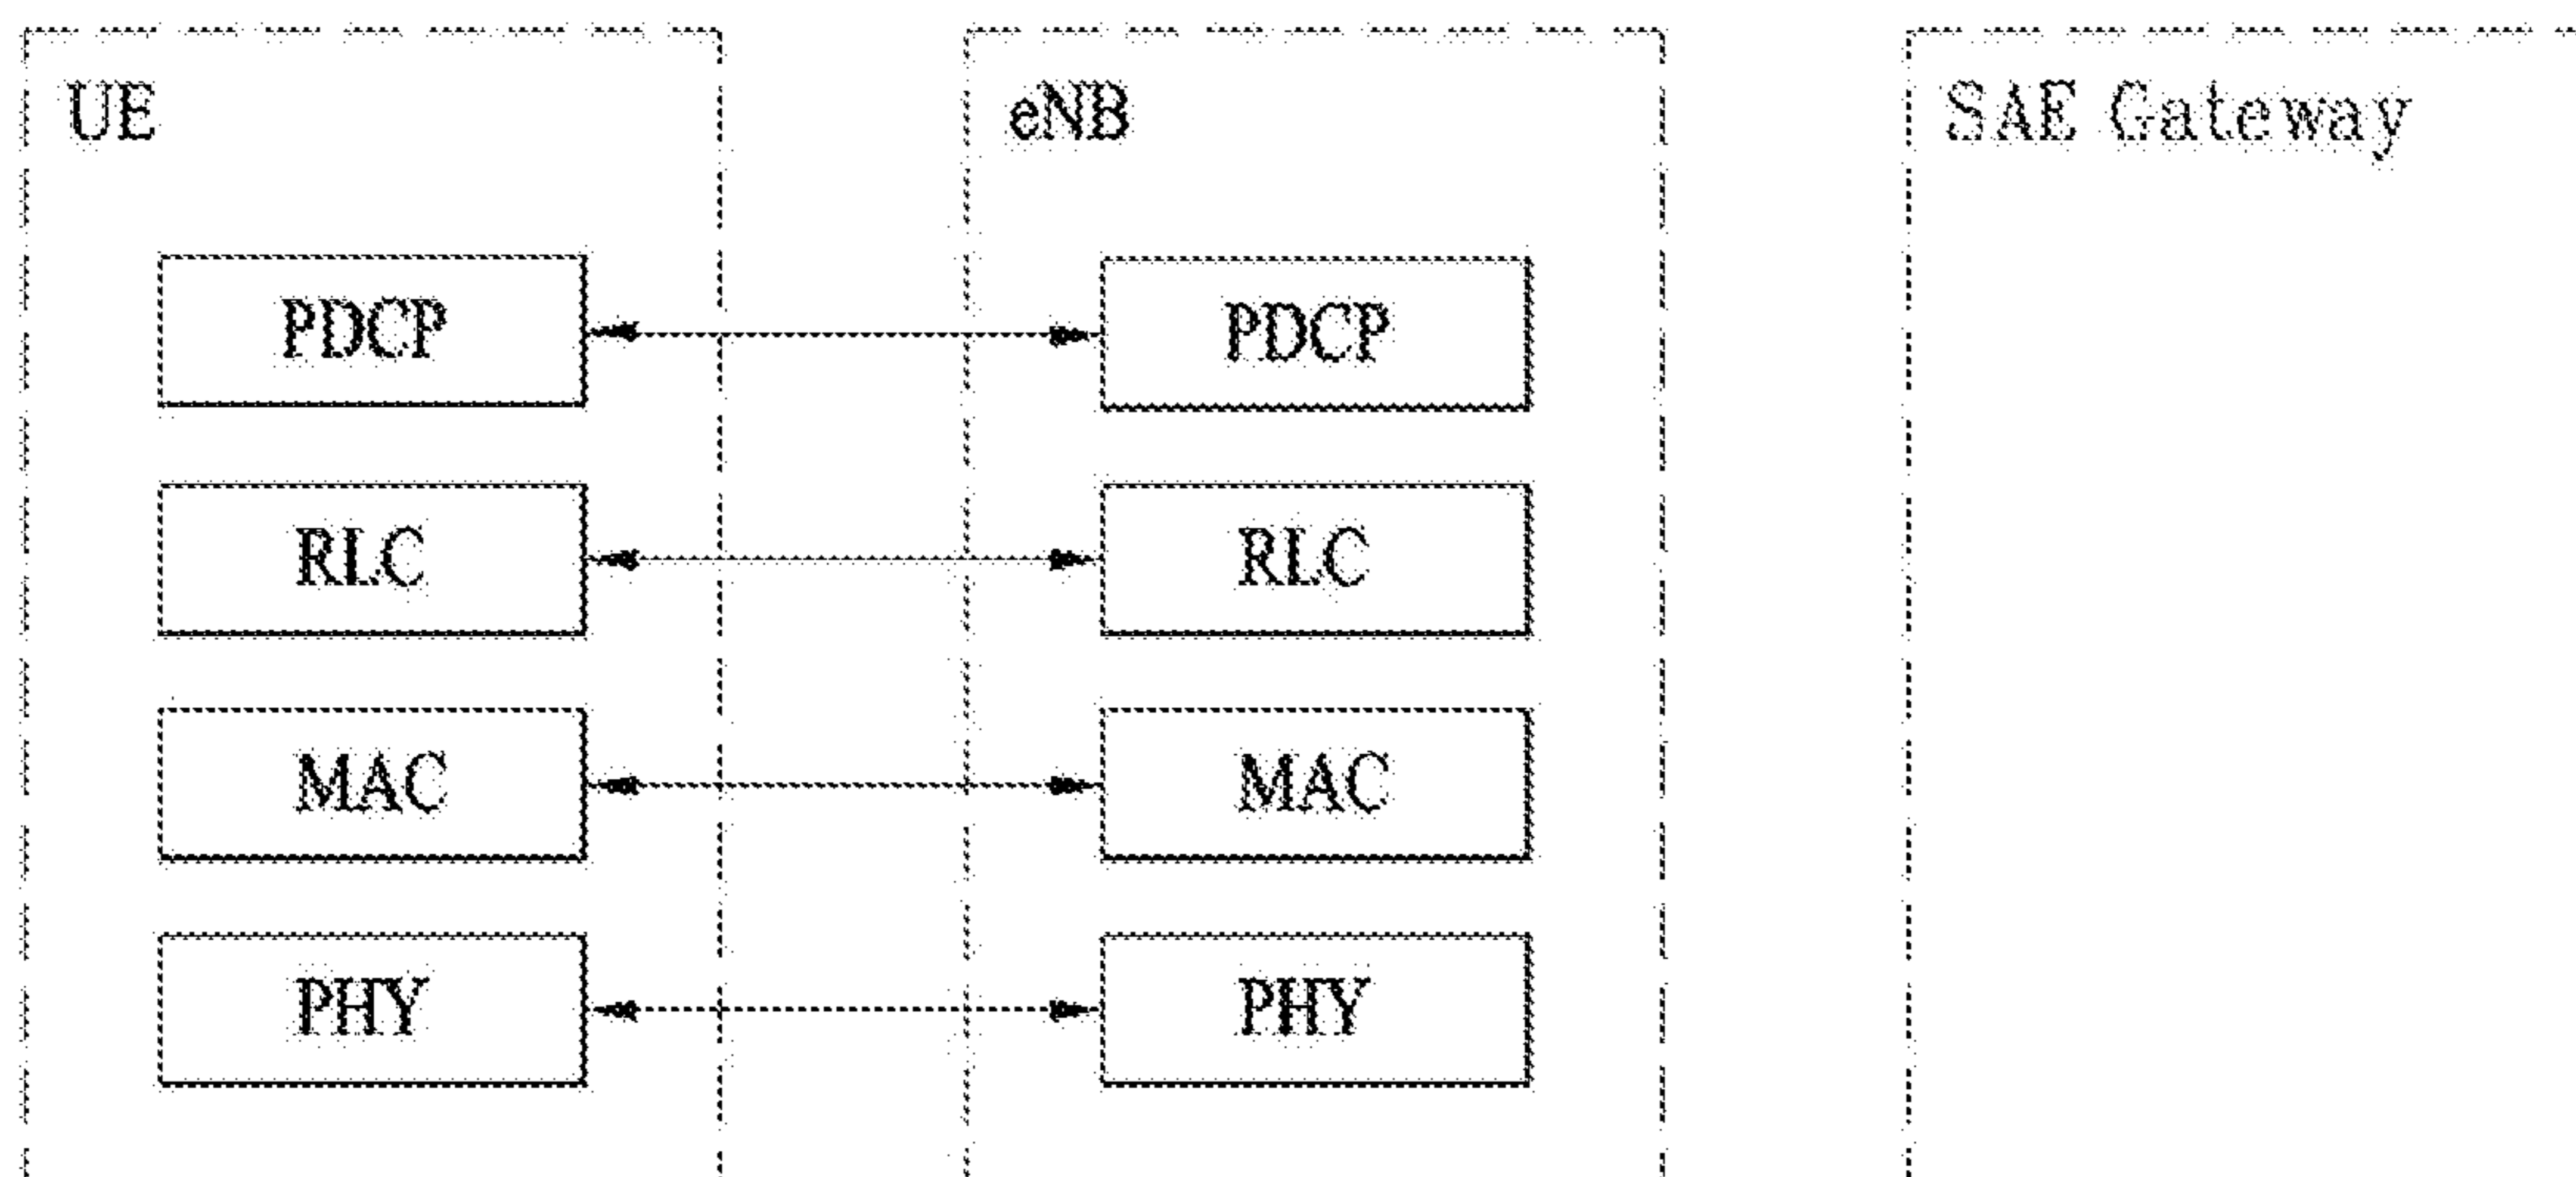 UE
eNB
SAE Gateway
PDCP
PDCP
RLC
RLC
MAC
MAC
PHY
PHY